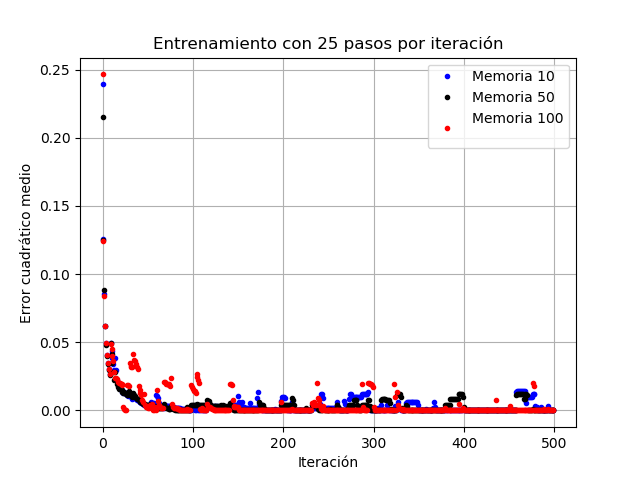 Entrenamiento con 25 pasos por iteración
Memoria 10
Memoria 50
Memoria 100
Error cuadrático medio
0.25
0.20
0.15
0.10
0.05
0.00
0 100 200 300 400 500
Iteración